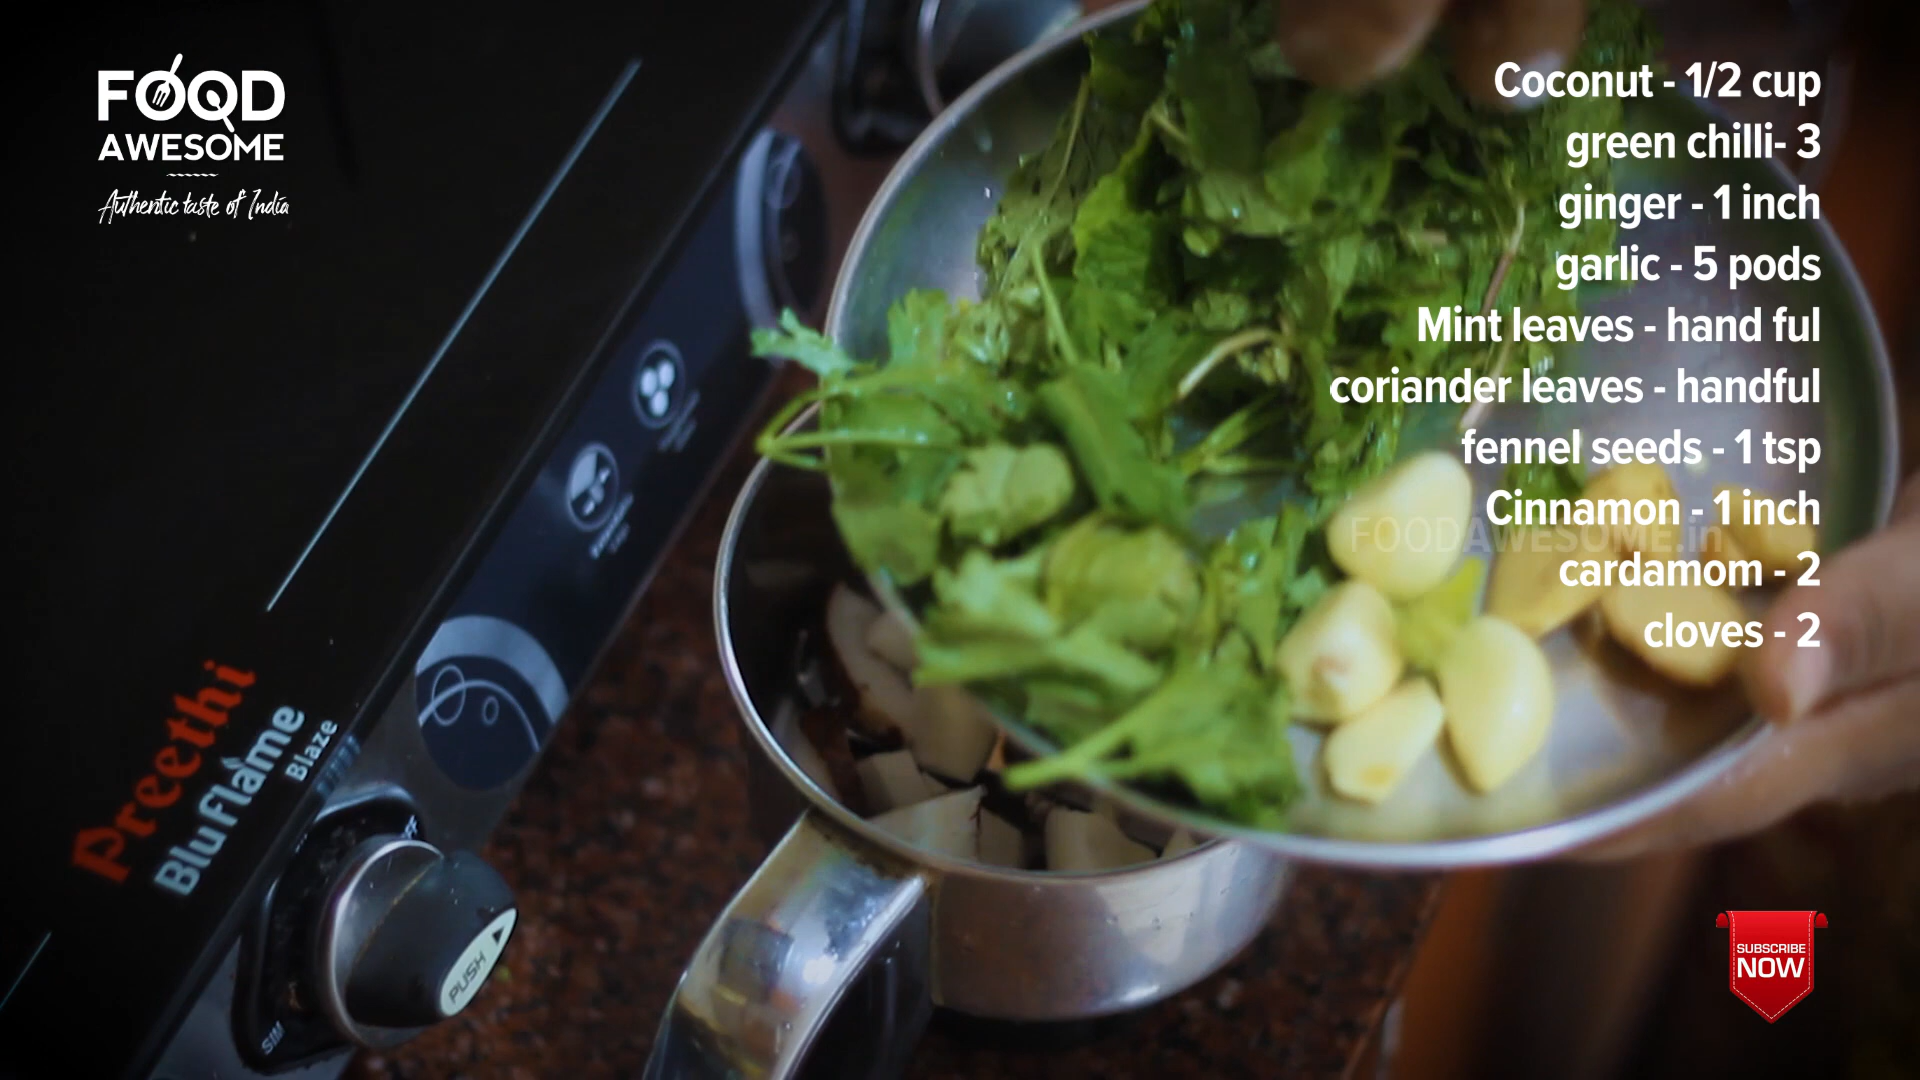 FOOD
AWESOME
Authentic taste of India
Coconut - 1/2 cup
green chilli- 3
ginger - 1 inch
garlic - 5 pods
Mint leaves - hand ful
coriander leaves - handful
fennel seeds - 1 tsp
Cinnamon - 1 inch
cardamom - 2
cloves - 2
FOODAWESOME.in
Preethi
Bluflame
Blaze
OFF
PUSH
SIM
SUBSCRIBE
NOW